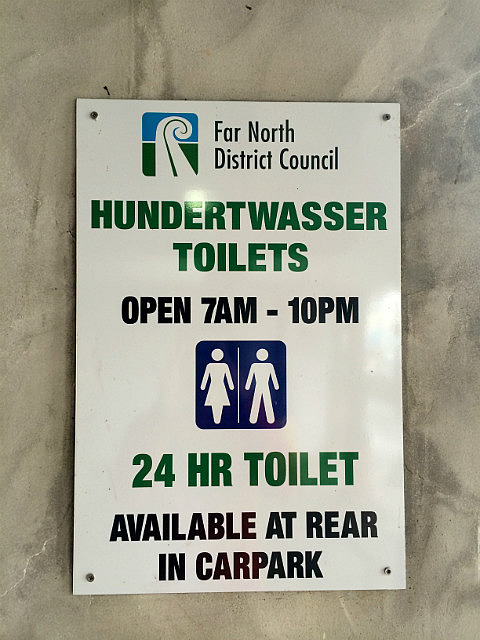 Far North
District Council
HUNDERTWASSER
TOILETS
OPEN 7AM - 10PM
24 HR TOILET
AVAILABLE AT REAR
IN CARPARK